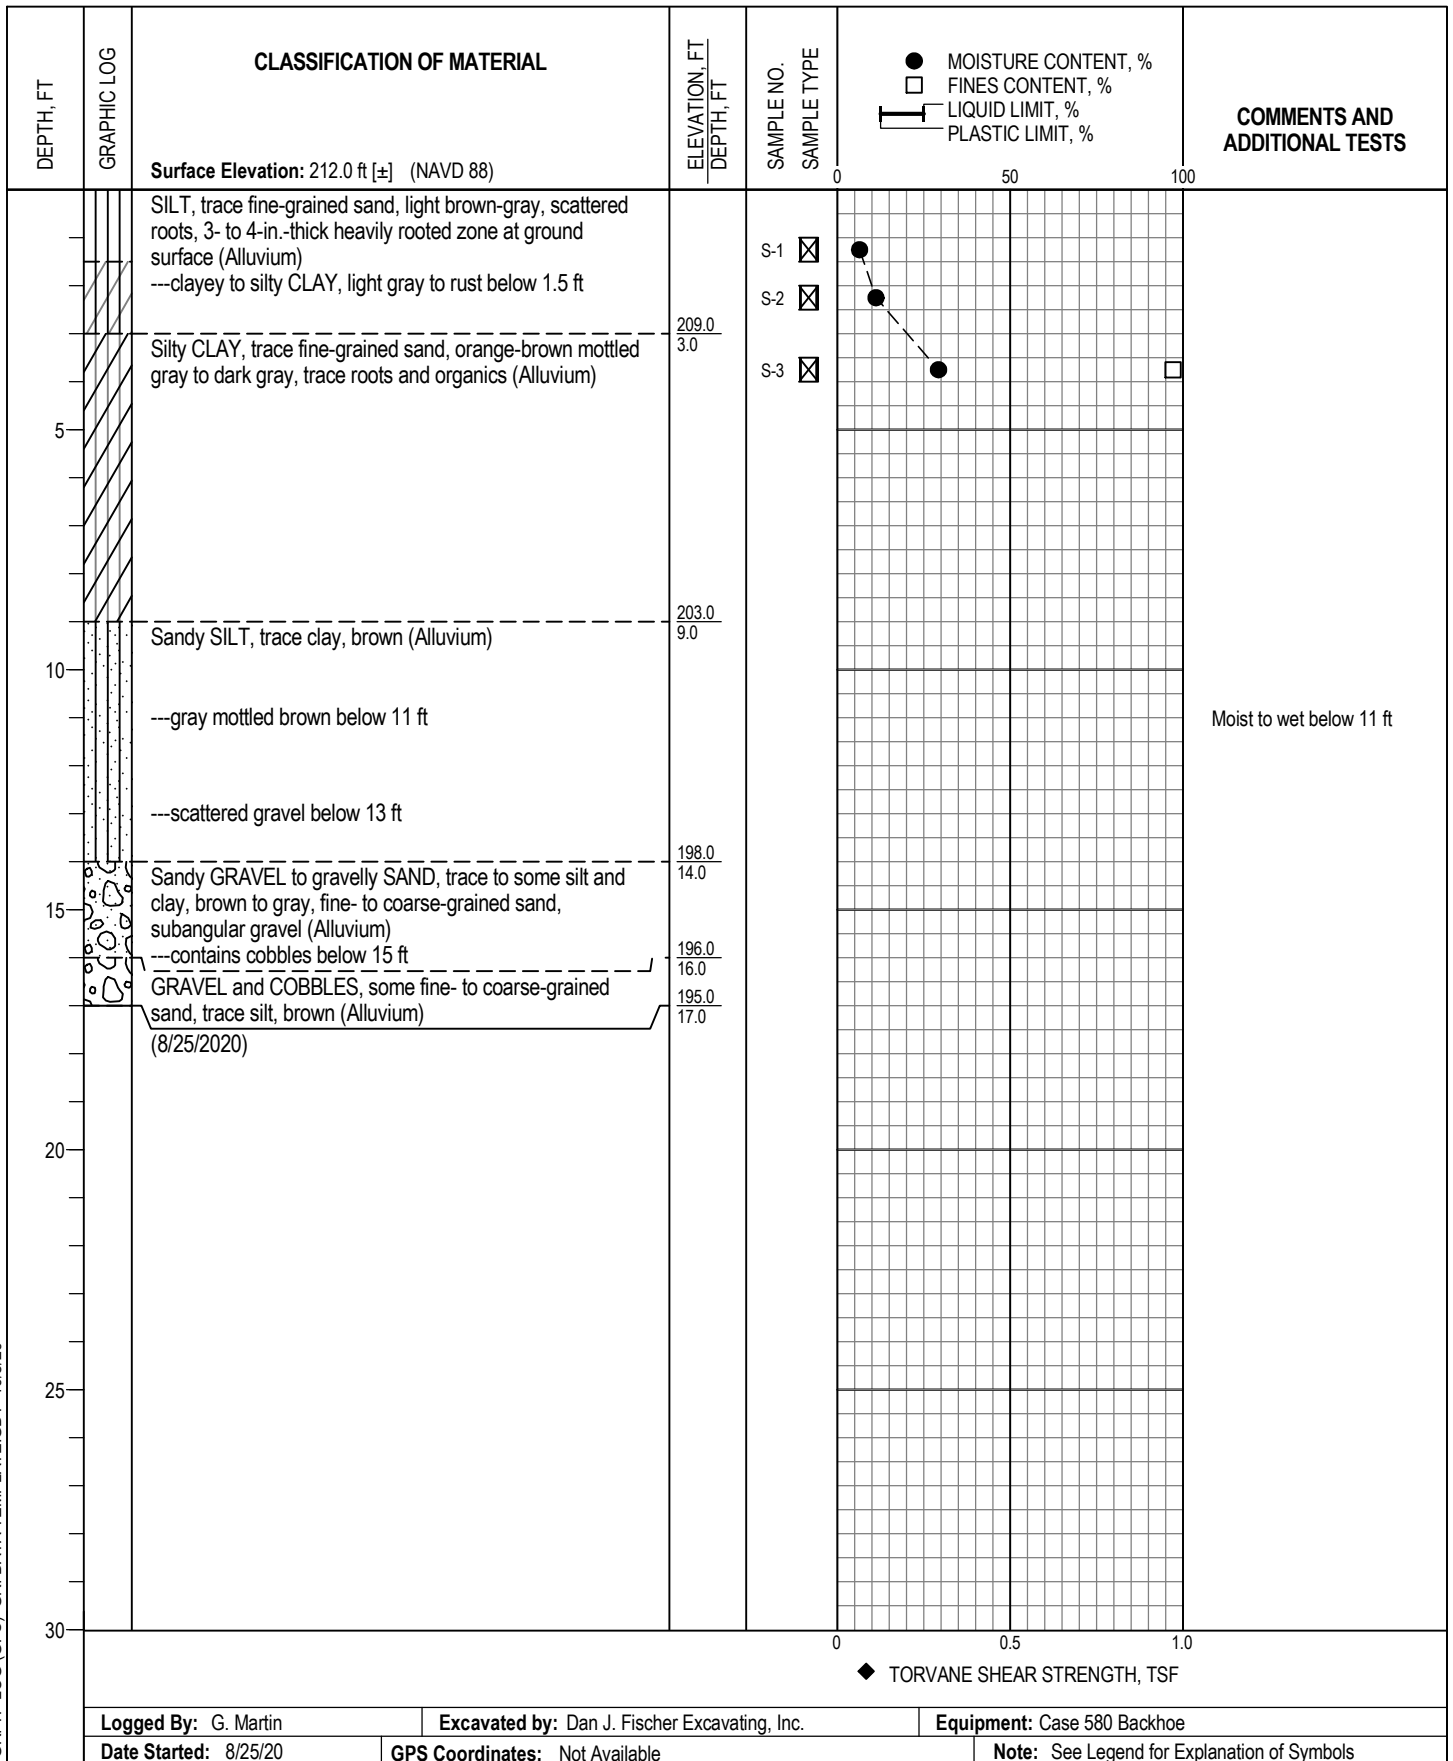 DEPTH, FT
GRAPHIC LOG
CLASSIFICATION OF MATERIAL
Surface Elevation: 212.0 ft [±] (NAVD 88)
ELEVATION, FT
DEPTH, FT
SAMPLE NO.
SAMPLE TYPE
MOISTURE CONTENT, %
FINES CONTENT, %
LIQUID LIMIT, %
PLASTIC LIMIT, %
0 50 100
COMMENTS AND
ADDITIONAL TESTS
SILT, trace fine-grained sand, light brown-gray, scattered
roots, 3- to 4-in.-thick heavily rooted zone at ground
surface (Alluvium)
---clayey to silty CLAY, light gray to rust below 1.5 ft
S-1
S-2
209.0
3.0
Silty CLAY, trace fine-grained sand, orange-brown mottled
gray to dark gray, trace roots and organics (Alluvium)
S-3
5
203.0
9.0
Sandy SILT, trace clay, brown (Alluvium)
10
---gray mottled brown below 11 ft
Moist to wet below 11 ft
---scattered gravel below 13 ft
198.0
14.0
Sandy GRAVEL to gravelly SAND, trace to some silt and
clay, brown to gray, fine- to coarse-grained sand,
subangular gravel (Alluvium)
---contains cobbles below 15 ft
15
196.0
16.0
GRAVEL and COBBLES, some fine- to coarse-grained
sand, trace silt, brown (Alluvium)
195.0
17.0
(8/25/2020)
20
25
30
0 0.5 1.0
TORVANE SHEAR STRENGTH, TSF
Logged By: G. Martin
Excavated by: Dan J. Fischer Excavating, Inc.
Equipment: Case 580 Backhoe
Date Started: 8/25/20
GPS Coordinates: Not Available
Note: See Legend for Explanation of Symbols